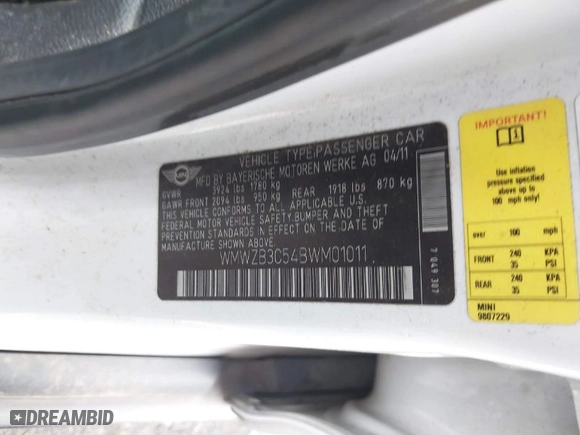 VEHICLE TYPE:PASSENGER CAR
MFD BY BAYERISCHE MOTOREN WERKE AG 04/11
GVWR 3924 lbs 1780 kg
GAWR FRONT 2094 lbs 950 kg REAR 1918 lbs 870 kg
THIS VEHICLE CONFORMS TO ALL APPLICABLE U.S.
FEDERAL MOTOR VEHICLE SAFETY,BUMPER, AND THEFT
PREVENTION STANDARDS IN EFFECT ON THE DATE OF
MANUFACTURE SHOWN ABOVE.
WMWZB3C54BWM01011
7 049 307
IMPORTANT!
up to
above
100 mph only!
over 100 mph
FRONT 240 KPA
35 PSI
REAR 240 KPA
35 PSI
MINI
9807229
DREAMBID